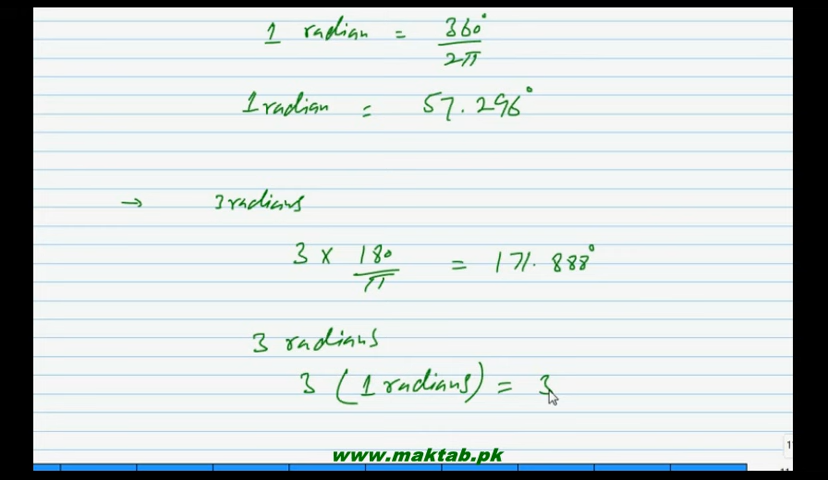 1 radian = 360°/2π
1 radian = 57.296°
→ 3 radians
3 × 180/π = 171.888°
3 radians
3 (1 radians) = 3
www.maktab.pk